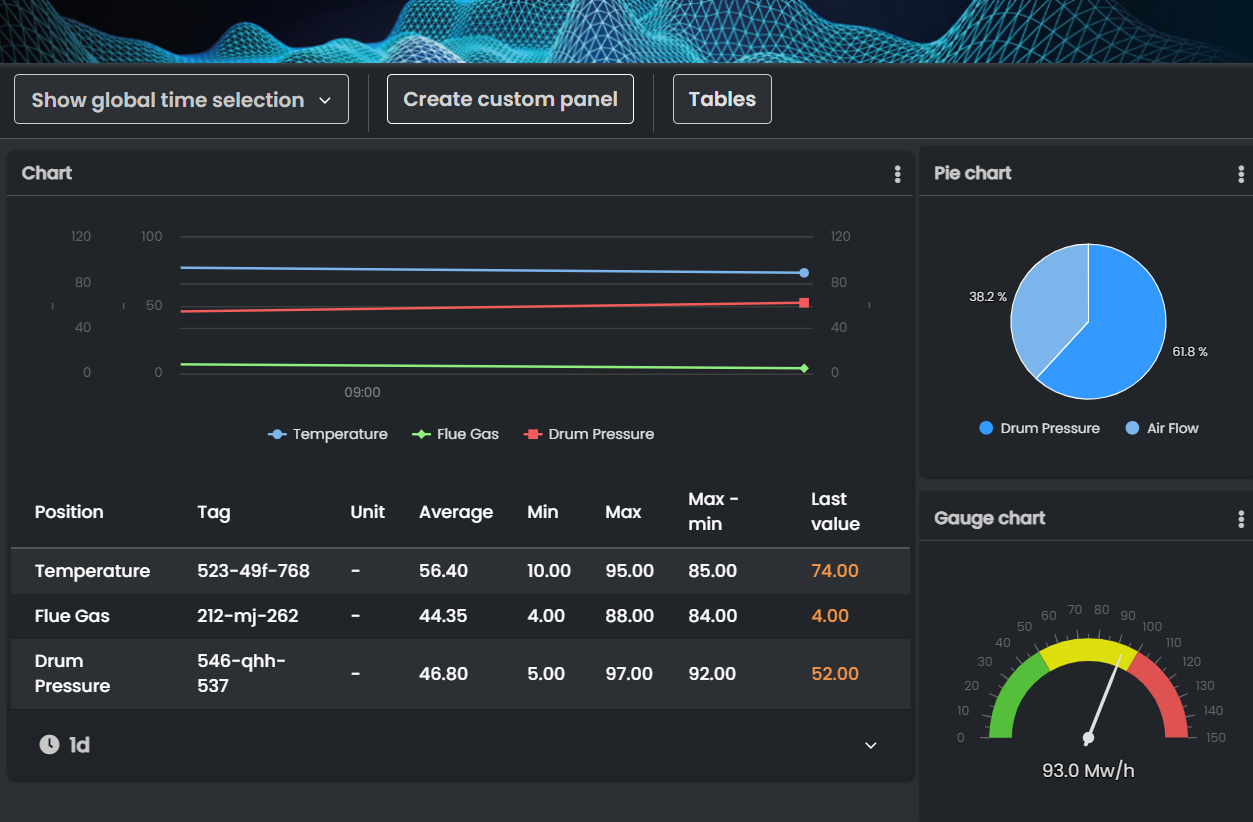 Show global time selection
Create custom panel
Tables
Chart
120 100 120
80 80
50
40 40
0 0 0
09:00
Temperature Flue Gas Drum Pressure
Position Tag Unit Average Min Max Max - min Last value
Temperature 523-49f-768 - 56.40 10.00 95.00 85.00 74.00
Flue Gas 212-mj-262 - 44.35 4.00 88.00 84.00 4.00
Drum Pressure 546-qhh-537 - 46.80 5.00 97.00 92.00 52.00
1d
Pie chart
38.2 %
61.8 %
Drum Pressure Air Flow
Gauge chart
0 10 20 30 40 50 60 70 80 90 100 110 120 130 140 150
93.0 Mw/h